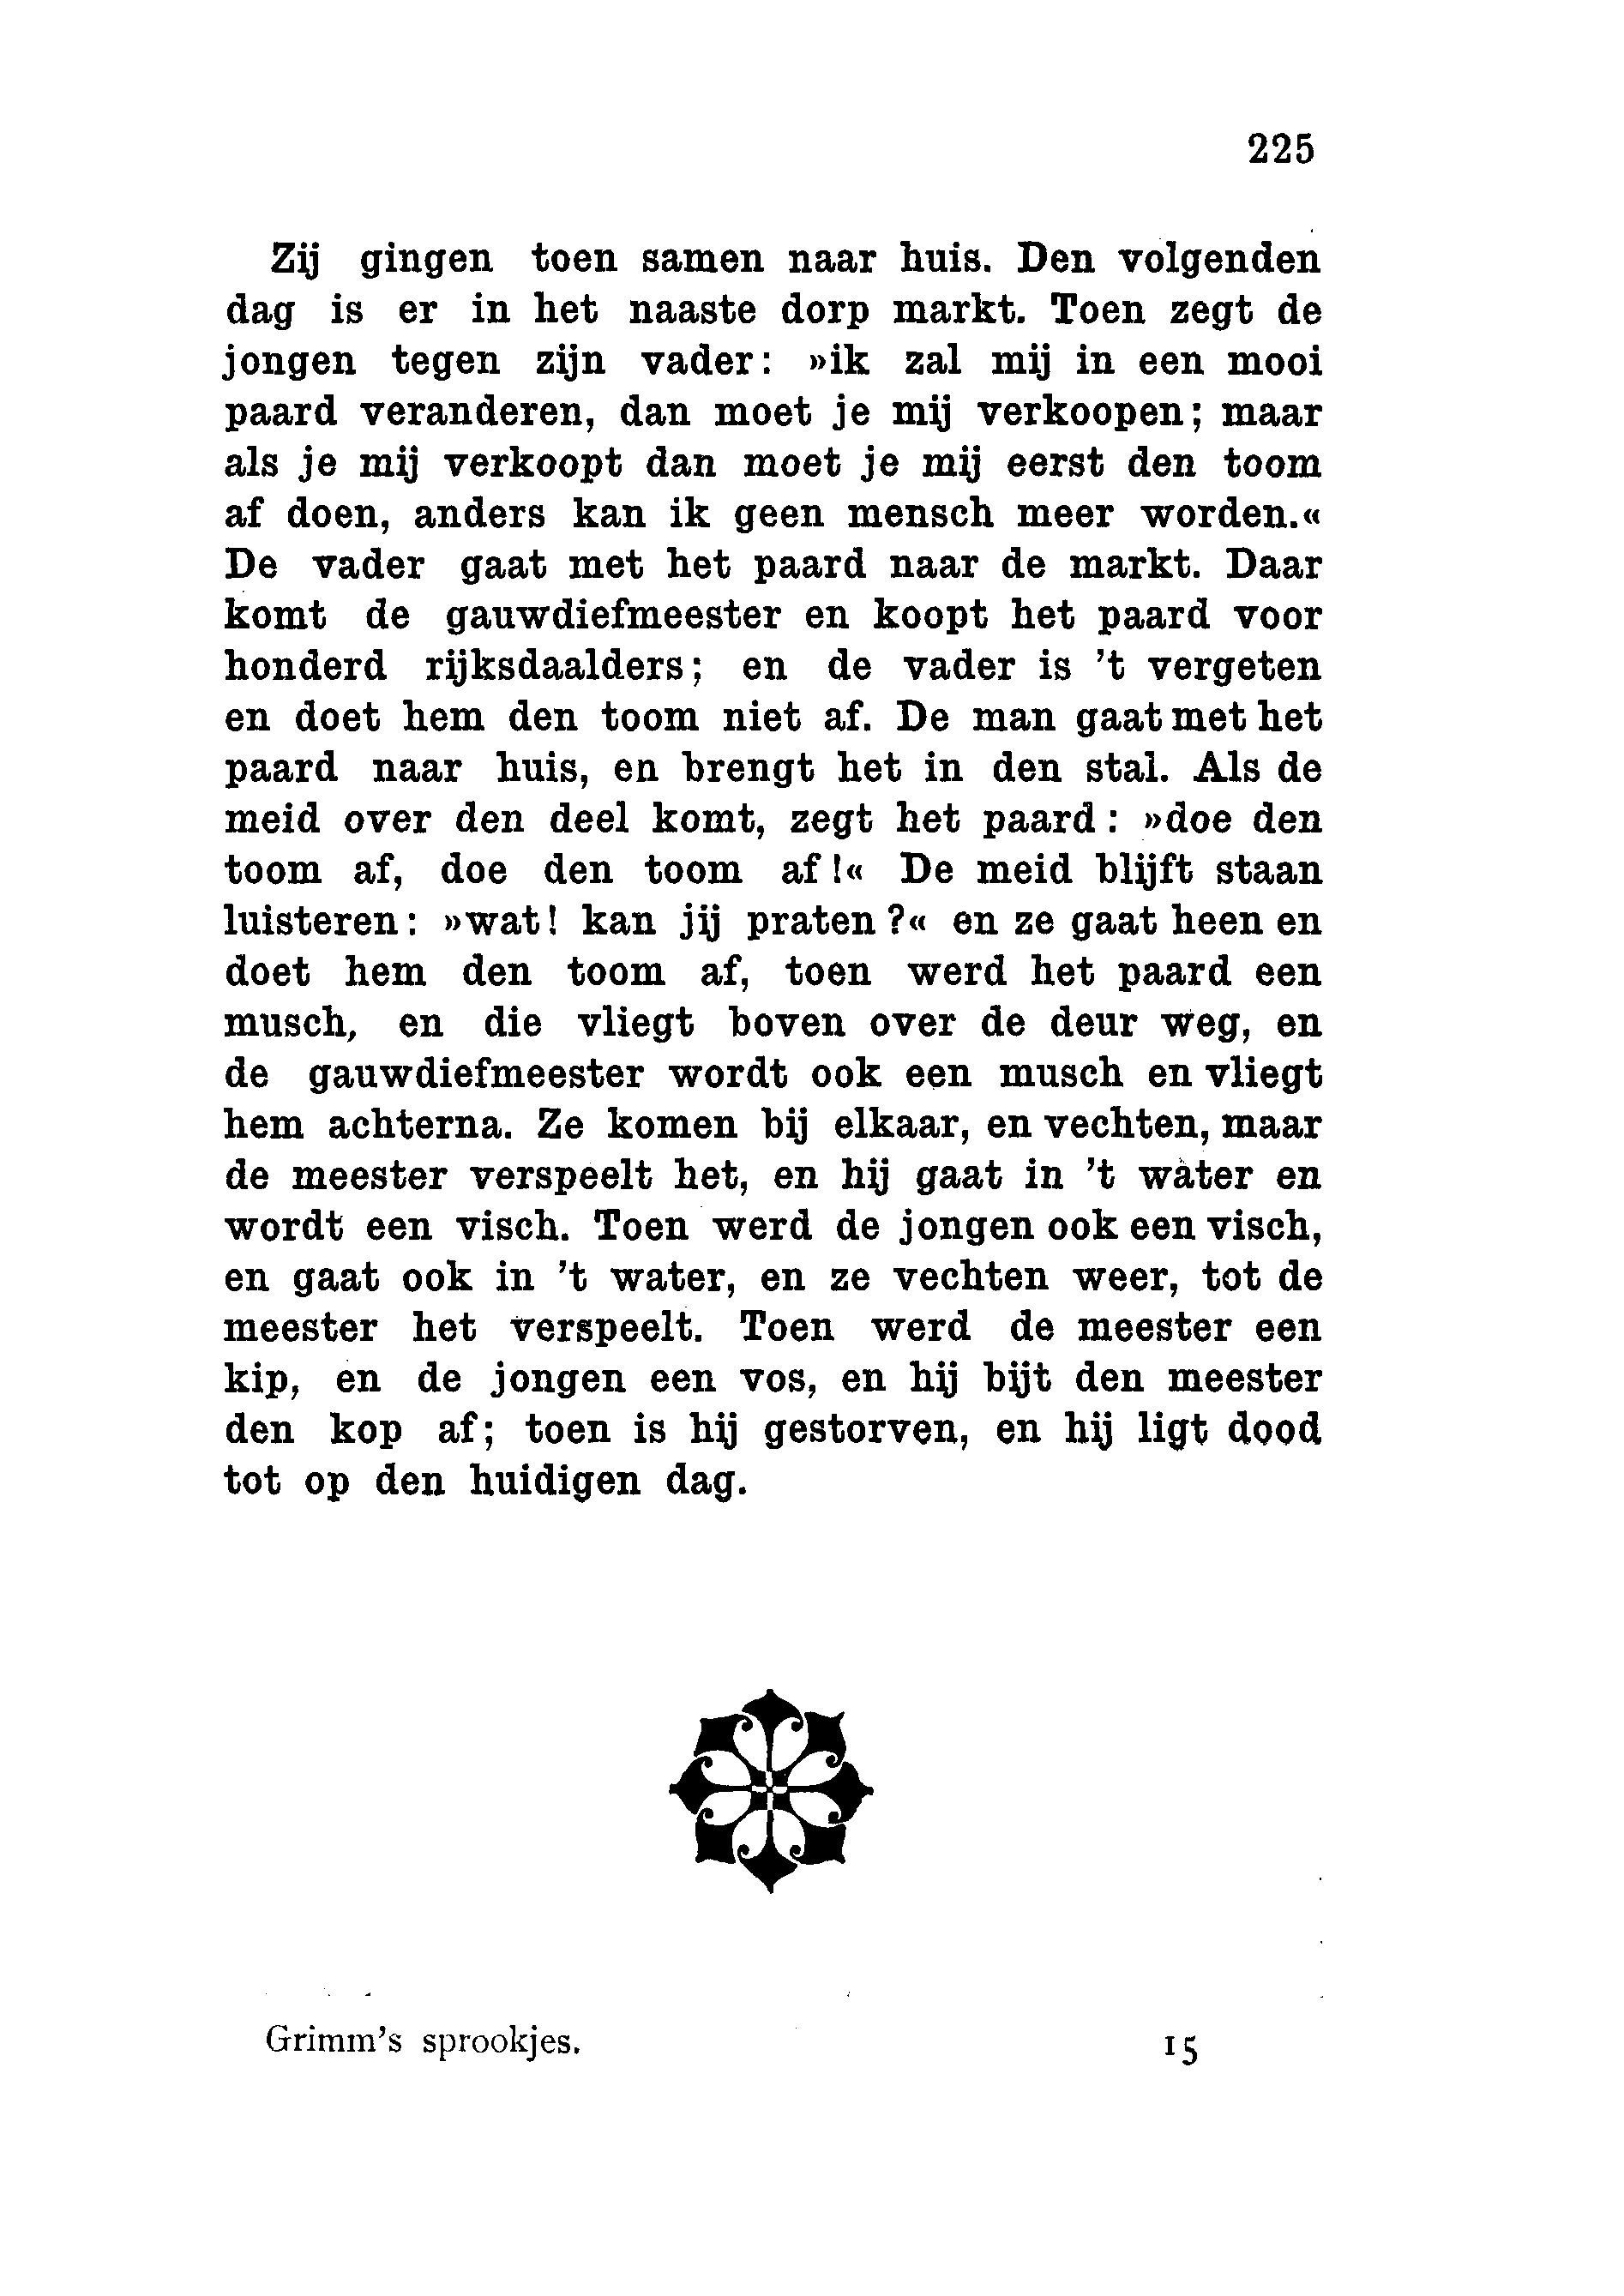 225
Zij gingen toen samen naar huis. Den volgenden
dag is er in het naaste dorp markt. Toen zegt de
jongen tegen zijn vader: »ik zal mij in een mooi
paard veranderen, dan moet je mij verkoopen; maar
als je mij verkoopt dan moet je mij eerst den toom
af doen, anders kan ik geen mensch meer worden.«
De vader gaat met het paard naar de markt. Daar
komt de gauwdiefmeester en koopt het paard voor
honderd rijksdaalders; en de vader is 't vergeten
en doet hem den toom niet af. De man gaat met het
paard naar huis, en brengt het in den stal. Als de
meid over den deel komt, zegt het paard: »doe den
toom af, doe den toom af!« De meid blijft staan
luisteren: »wat! kan jij praten?« en ze gaat heen en
doet hem den toom af, toen werd het paard een
musch, en die vliegt boven over de deur weg, en
de gauwdiefmeester wordt ook een musch en vliegt
hem achterna. Ze komen bij elkaar, en vechten, maar
de meester verspeelt het, en hij gaat in 't water en
wordt een visch. Toen werd de jongen ook een visch,
en gaat ook in 't water, en ze vechten weer, tot de
meester het verspeelt. Toen werd de meester een
kip, en de jongen een vos, en hij bijt den meester
den kop af; toen is hij gestorven, en hij ligt dood
tot op den huidigen dag.
Grimm's sprookjes. 15